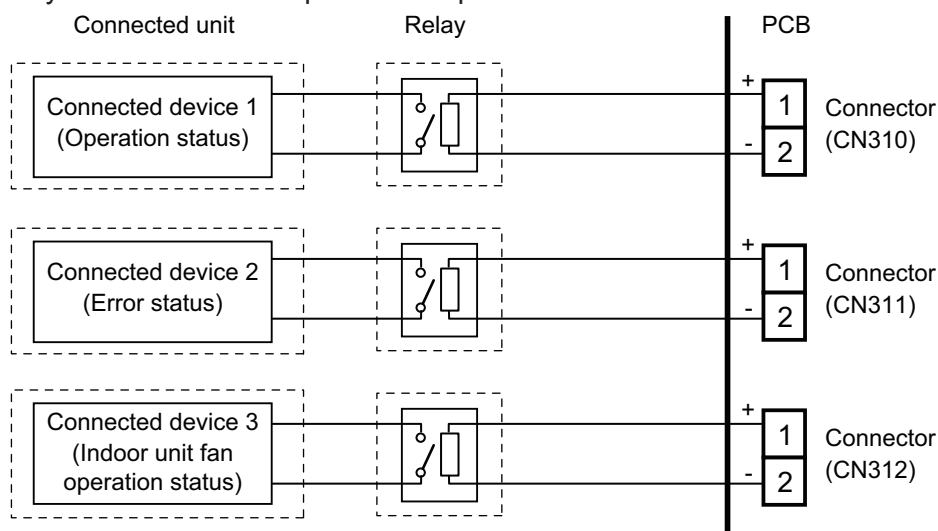 Connected unit Relay PCB
Connected device 1
(Operation status)
+
1
-
2
Connector
(CN310)
Connected device 2
(Error status)
+
1
-
2
Connector
(CN311)
Connected device 3
(Indoor unit fan
operation status)
+
1
-
2
Connector
(CN312)